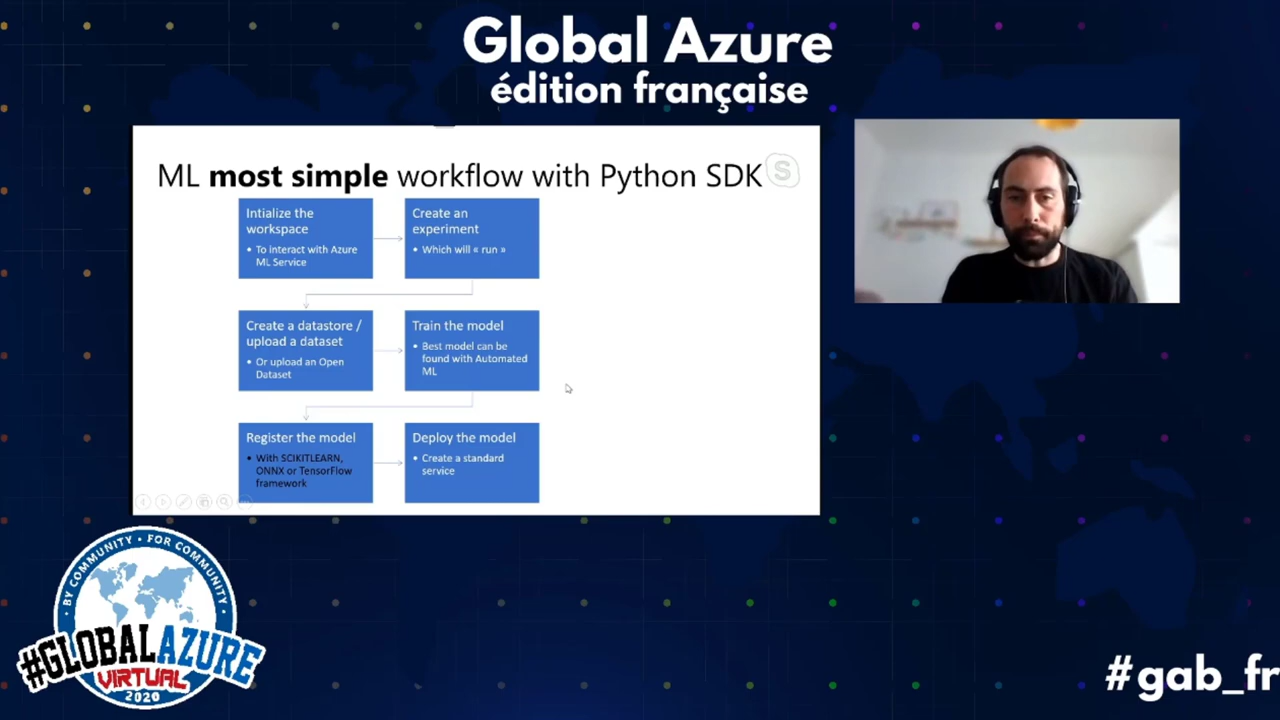 Global Azure
édition française
ML most simple workflow with Python SDK
S
Intialize the
workspace
• To interact with Azure
ML Service
Create an
experiment
• Which will « run »
Create a datastore /
upload a dataset
• Or upload an Open
Dataset
Train the model
• Best model can be
found with Automated
ML
Register the model
• With SCIKITLEARN,
ONNX or TensorFlow
framework
Deploy the model
• Create a standard
service
• BY COMMUNITY • FOR COMMUNITY •
#GLOBALAZURE
VIRTUAL
2020
#gab_fr